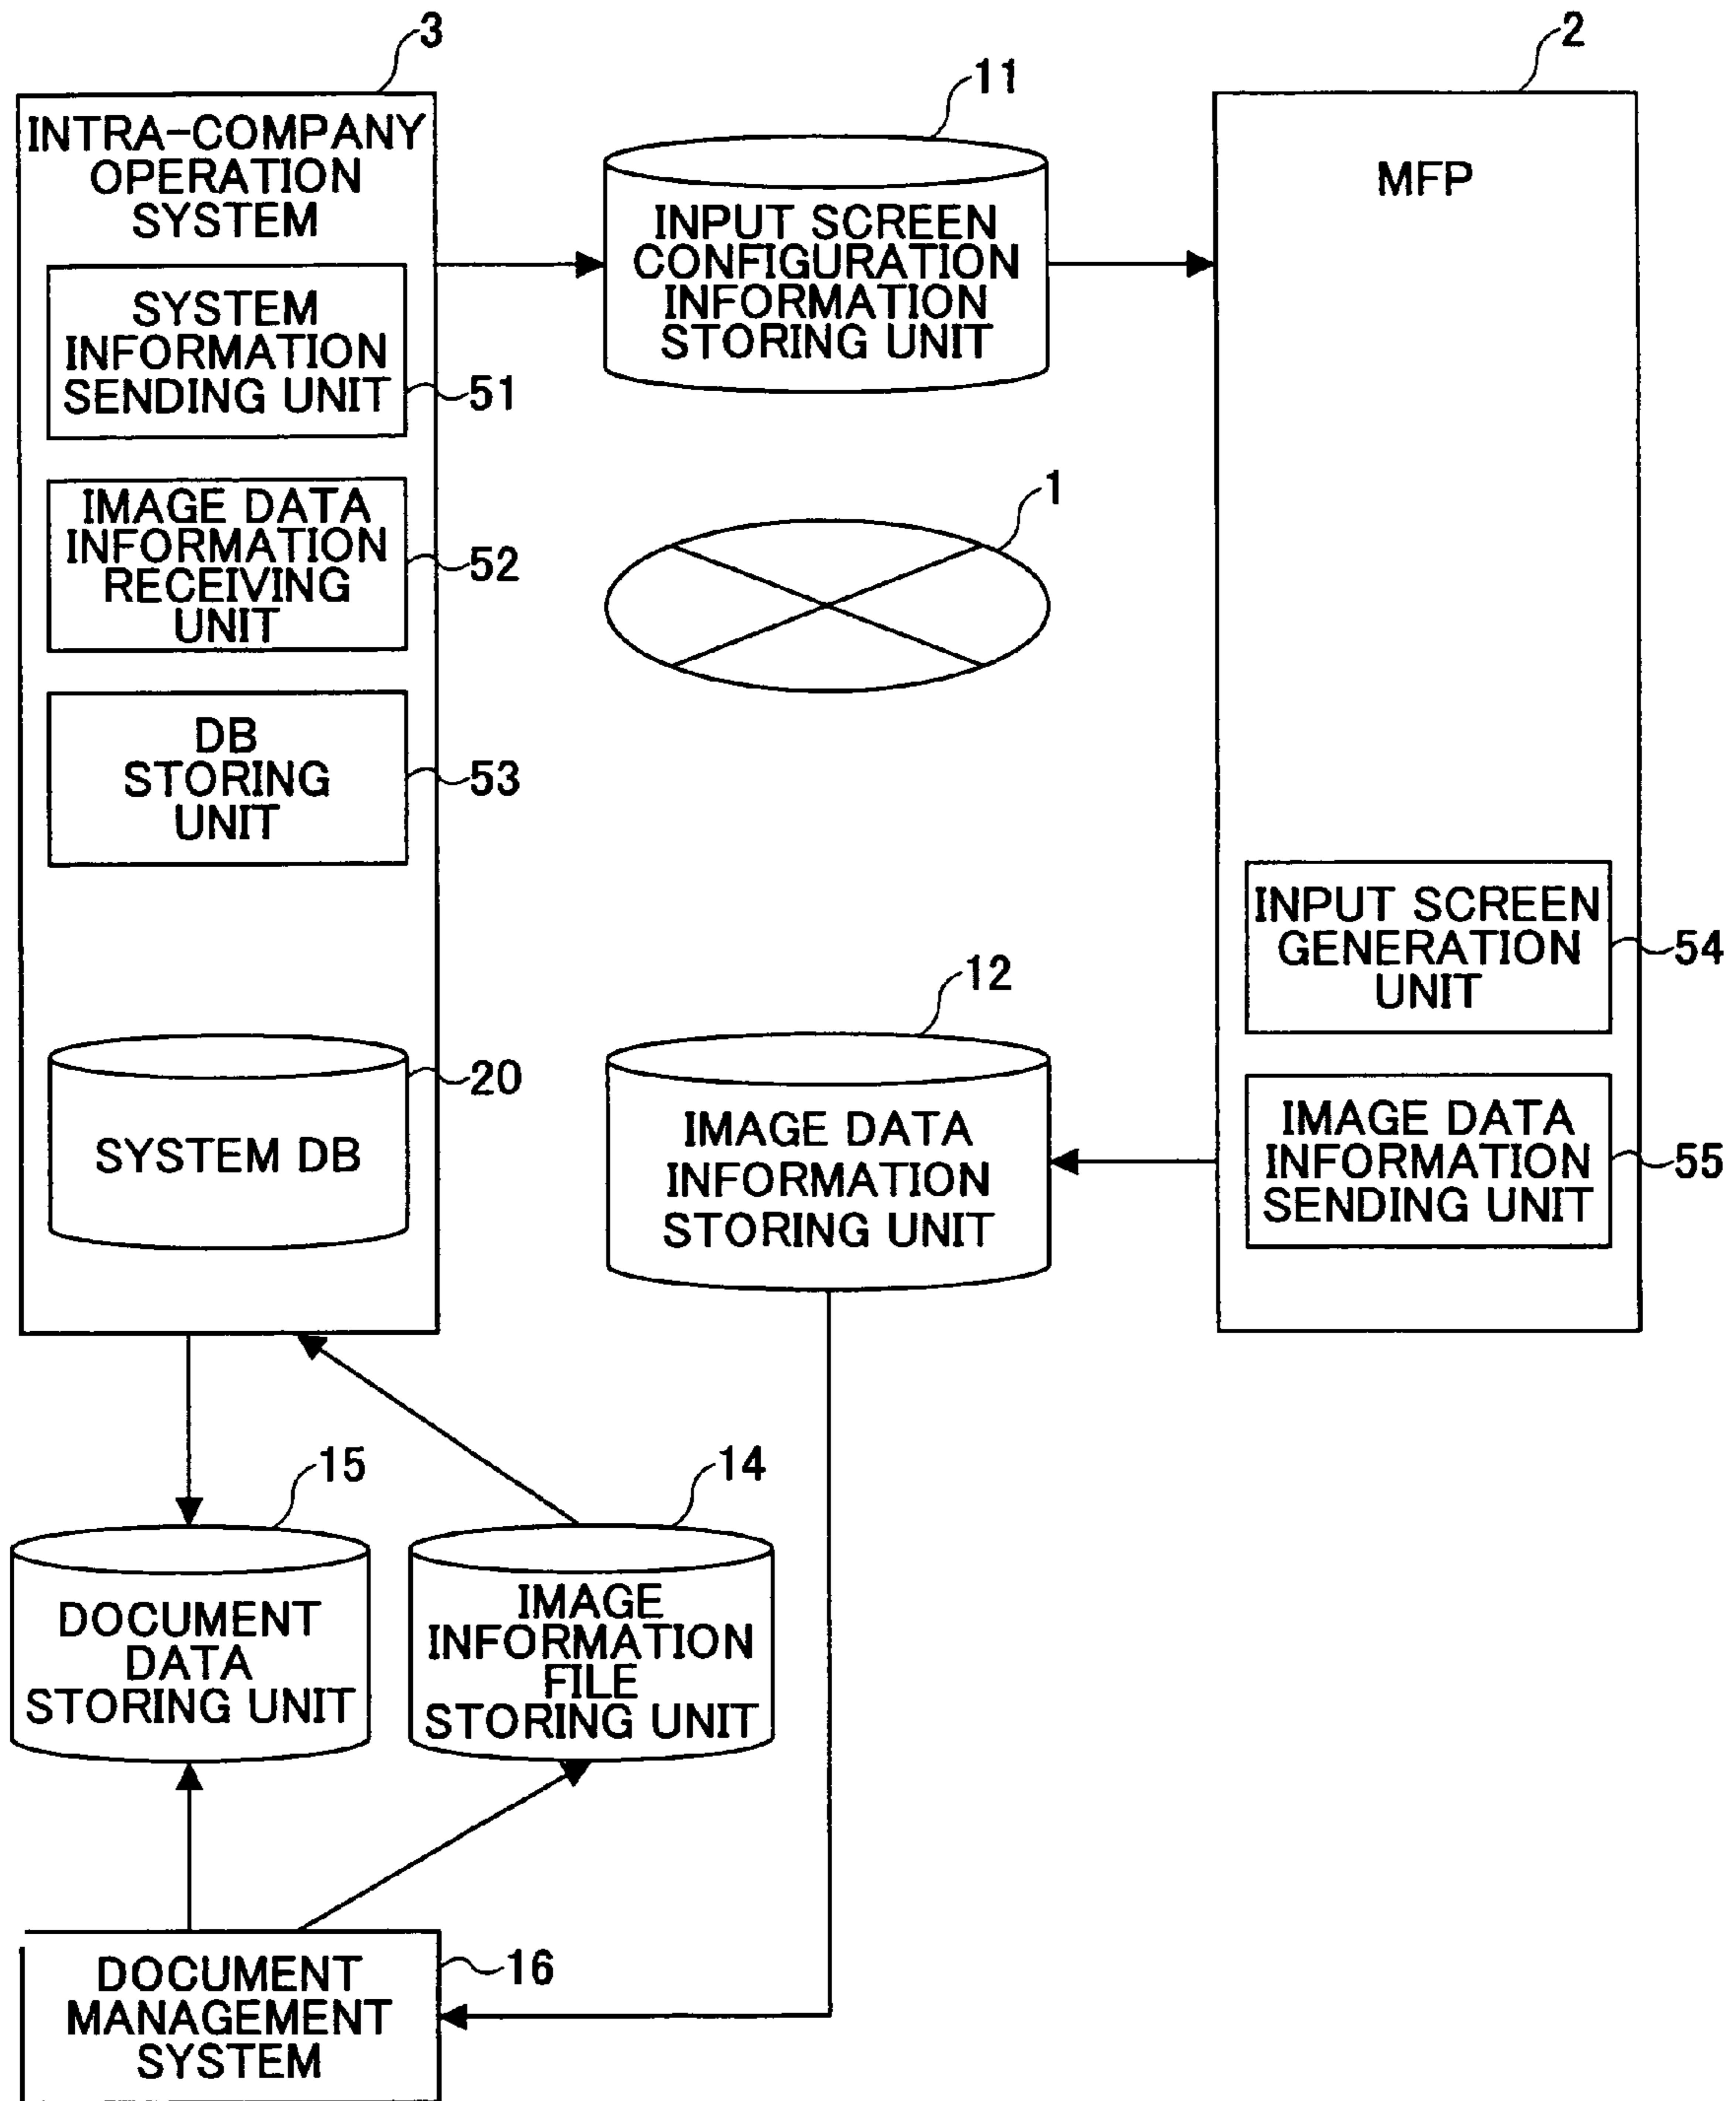 3
INTRA-COMPANY
OPERATION
SYSTEM
SYSTEM
INFORMATION
SENDING UNIT
51
IMAGE DATA
INFORMATION
RECEIVING
UNIT
52
DB
STORING
UNIT
53
20
SYSTEM DB
11
INPUT SCREEN
CONFIGURATION
INFORMATION
STORING UNIT
1
2
MFP
INPUT SCREEN
GENERATION
UNIT
54
IMAGE DATA
INFORMATION
SENDING UNIT
55
12
IMAGE DATA
INFORMATION
STORING UNIT
15
DOCUMENT
DATA
STORING UNIT
14
IMAGE
INFORMATION
FILE
STORING UNIT
16
DOCUMENT
MANAGEMENT
SYSTEM